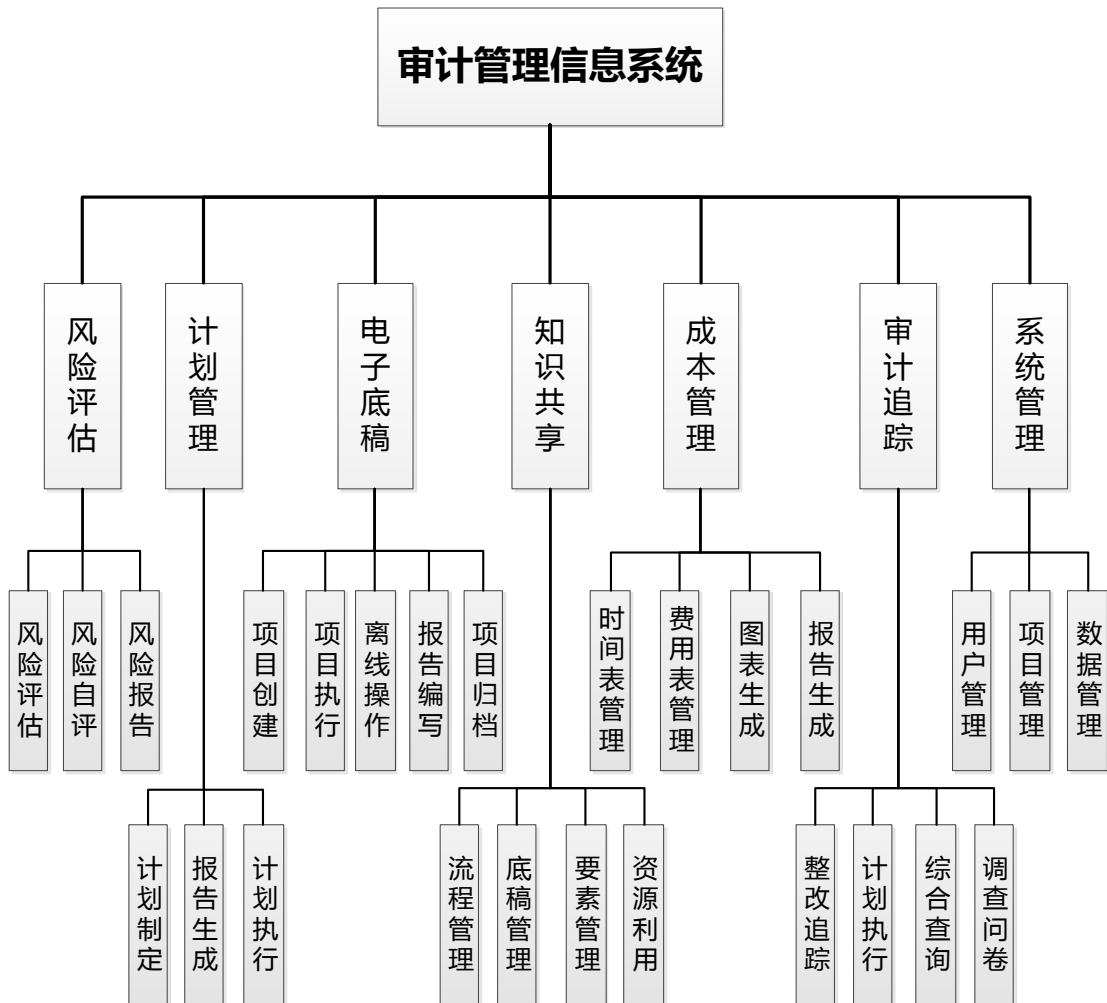 审计管理信息系统
风险评估
计划管理
电子底稿
知识共享
成本管理
审计追踪
系统管理
风险评估
风险自评
风险报告
项目创建
项目执行
离线操作
报告编写
项目归档
时间表管理
费用表管理
图表生成
报告生成
用户管理
项目管理
数据管理
计划制定
报告生成
计划执行
流程管理
底稿管理
要素管理
资源利用
整改追踪
计划执行
综合查询
调查问卷